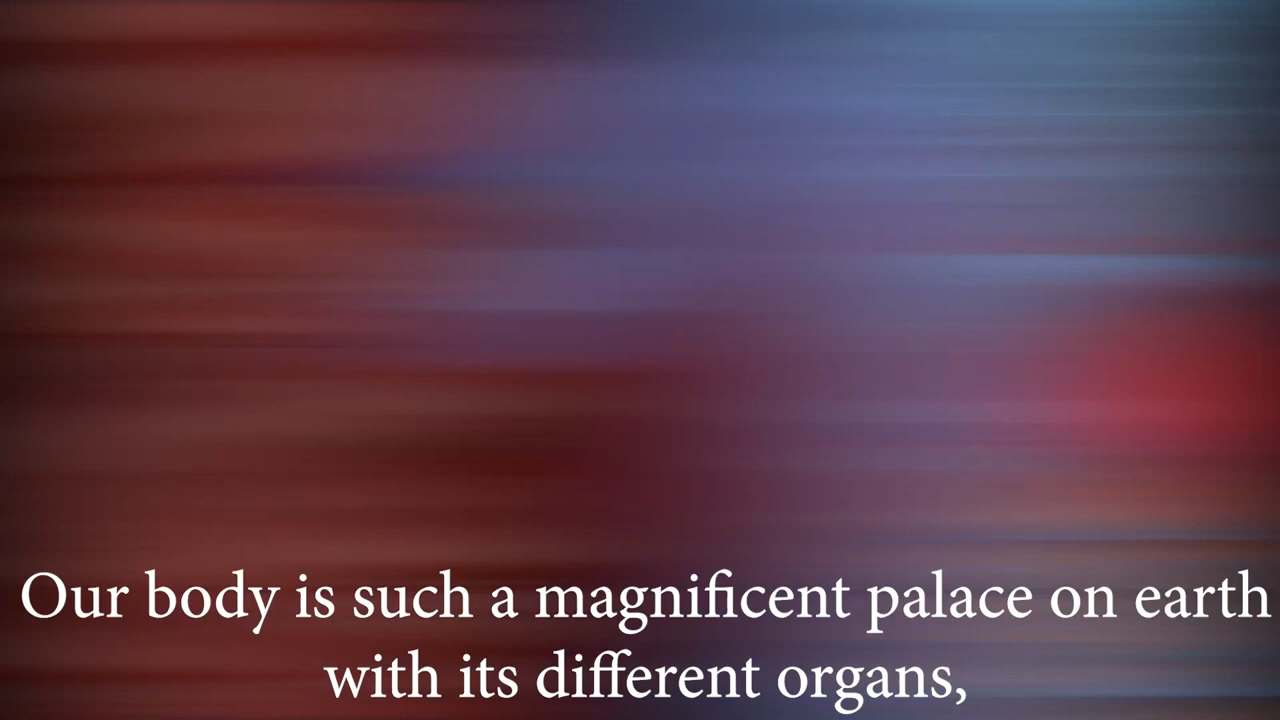 Our body is such a magnificent palace on earth
with its different organs,